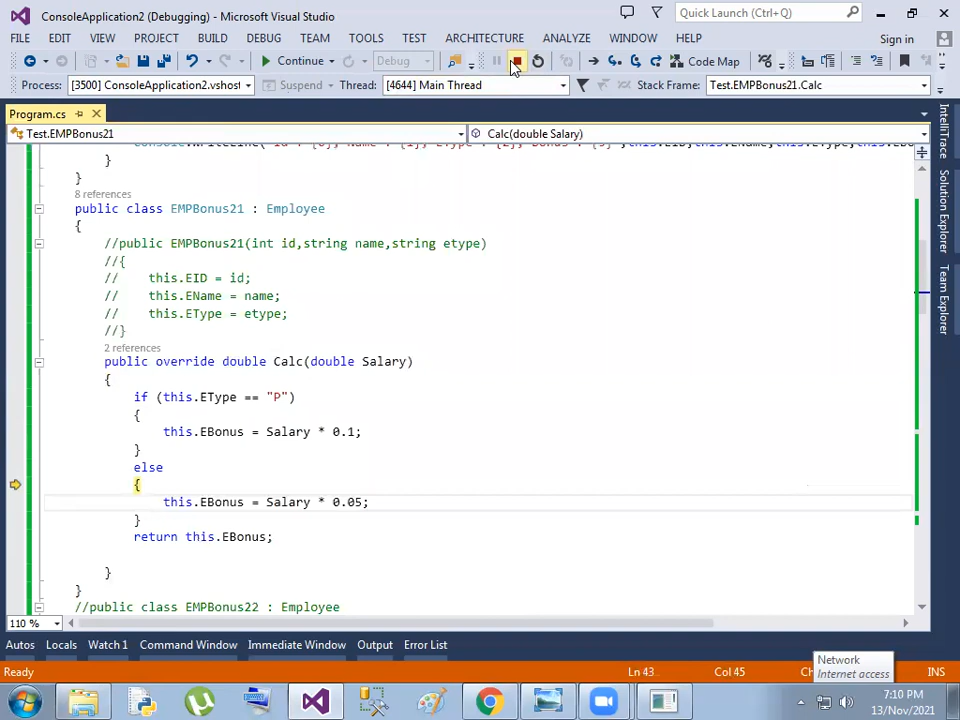 ConsoleApplication2 (Debugging) - Microsoft Visual Studio
Quick Launch (Ctrl+Q)
FILE EDIT VIEW PROJECT BUILD DEBUG TEAM TOOLS TEST ARCHITECTURE ANALYZE WINDOW HELP
Sign in
Continue Debug Code Map
Process: [3500] ConsoleApplication2.vshost Suspend Thread: [4644] Main Thread Stack Frame: Test.EMPBonus21.Calc
Program.cs
Test.EMPBonus21 Calc(double Salary)
}
}
8 references
public class EMPBonus21 : Employee
{
//public EMPBonus21(int id,string name,string etype)
//{
// this.EID = id;
// this.EName = name;
// this.EType = etype;
//}
2 references
public override double Calc(double Salary)
{
if (this.EType == "P")
{
this.EBonus = Salary * 0.1;
}
else
{
this.EBonus = Salary * 0.05;
}
return this.EBonus;
}
}
//public class EMPBonus22 : Employee
110 %
IntelliTrace
Solution Explorer
Team Explorer
Autos Locals Watch 1 Command Window Immediate Window Output Error List
Ready Ln 43 Col 45 Ch INS
Network
Internet access
7:10 PM
13/Nov/2021